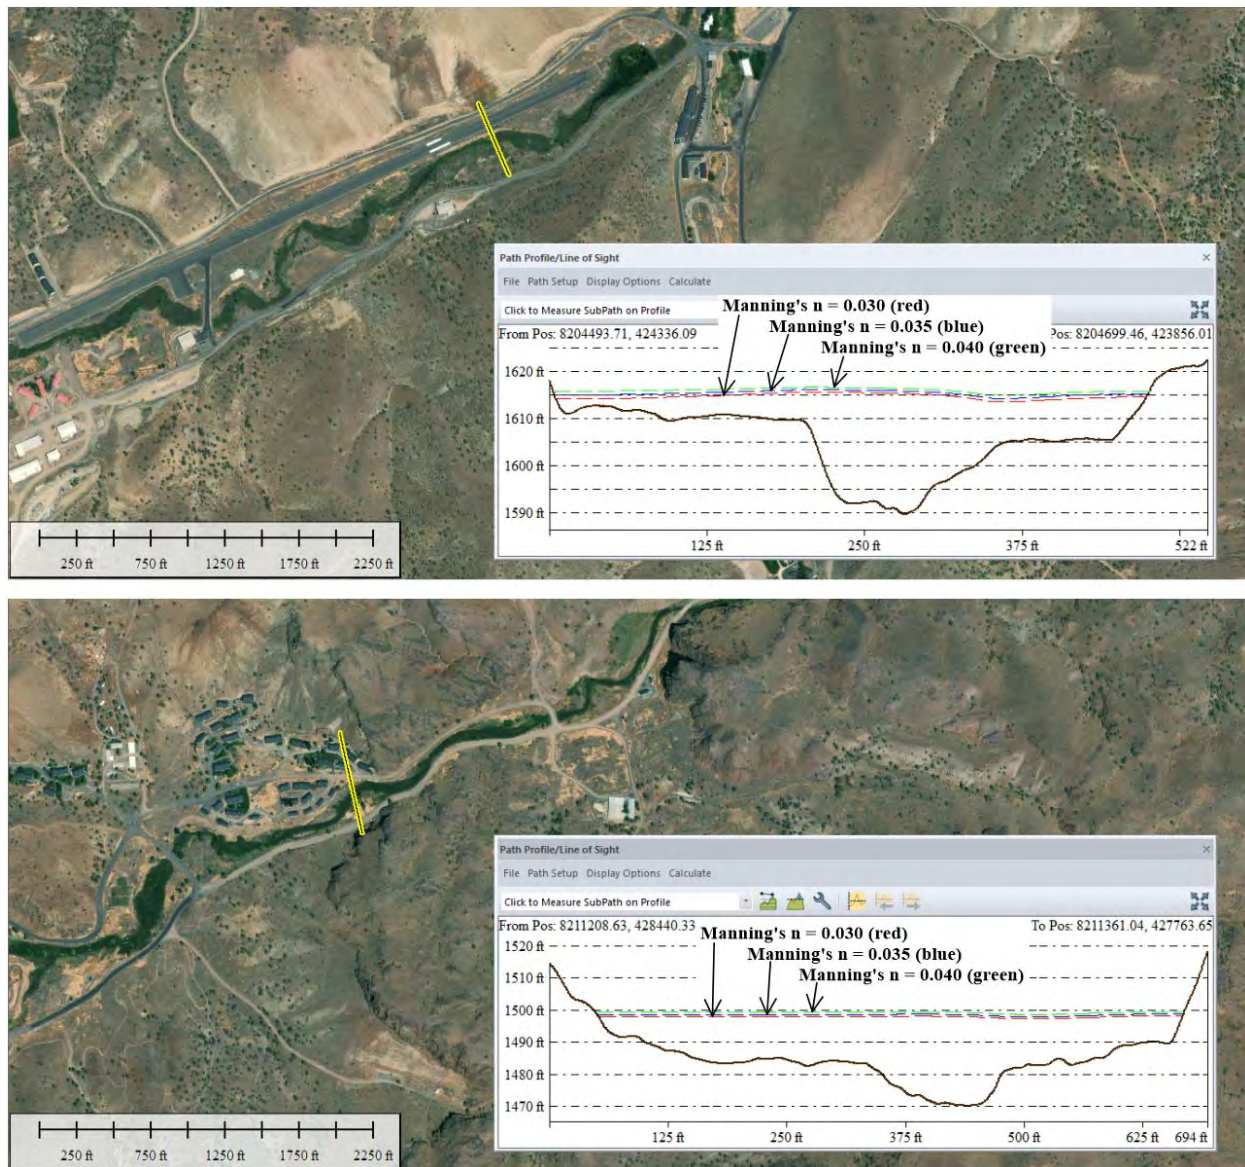 Path Profile/Line of Sight
File Path Setup Display Options Calculate
Click to Measure SubPath on Profile
Manning's n = 0.030 (red)
Manning's n = 0.035 (blue)
From Pos: 8204493.71, 424336.09
Pos: 8204699.46, 423856.01
Manning's n = 0.040 (green)
1620 ft
1610 ft
1600 ft
1590 ft
125 ft 250 ft 375 ft 522 ft
250 ft 750 ft 1250 ft 1750 ft 2250 ft
Path Profile/Line of Sight
File Path Setup Display Options Calculate
Click to Measure SubPath on Profile
From Pos: 8211208.63, 428440.33
To Pos: 8211361.04, 427763.65
Manning's n = 0.030 (red)
Manning's n = 0.035 (blue)
Manning's n = 0.040 (green)
1520 ft
1510 ft
1500 ft
1490 ft
1480 ft
1470 ft
125 ft 250 ft 375 ft 500 ft 625 ft 694 ft
250 ft 750 ft 1250 ft 1750 ft 2250 ft